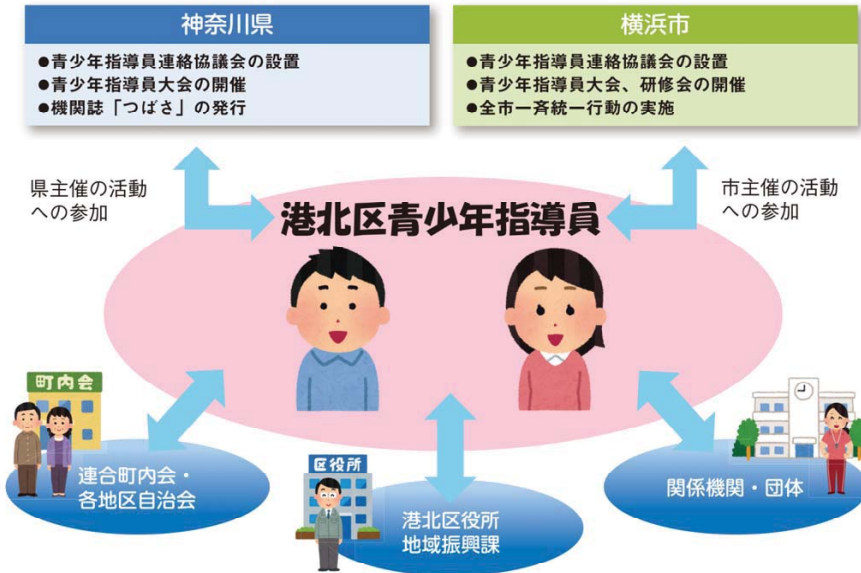 神奈川県
●青少年指導員連絡協議会の設置
●青少年指導員大会の開催
●機関誌「つばさ」の発行
横浜市
●青少年指導員連絡協議会の設置
●青少年指導員大会、研修会の開催
●全市一斉統一行動の実施
県主催の活動
への参加
市主催の活動
への参加
港北区青少年指導員
町内会
連合町内会・
各地区自治会
区役所
港北区役所
地域振興課
関係機関・団体